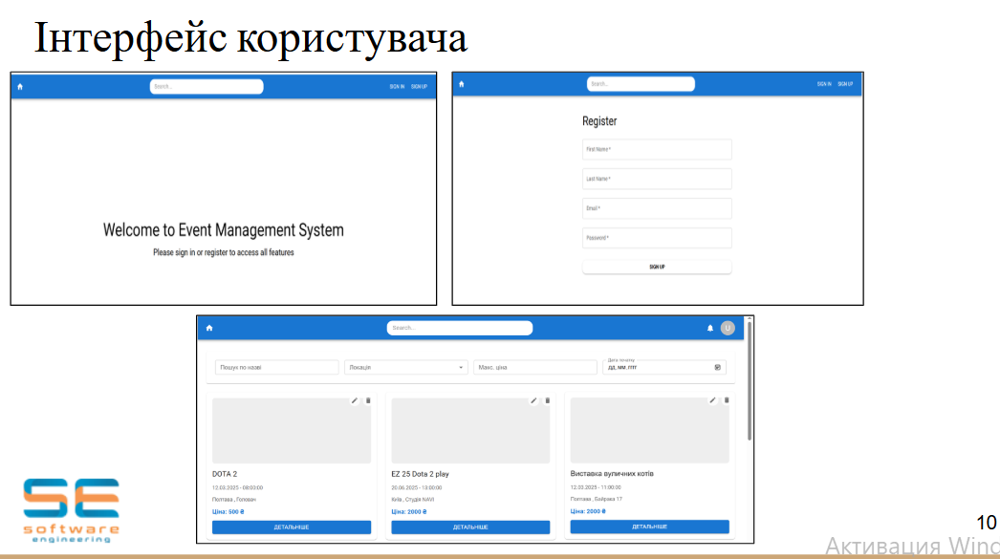 Інтерфейс користувача
Search...
SIGN IN SIGN UP
Welcome to Event Management System
Please sign in or register to access all features
Search...
SIGN IN SIGN UP
Register
First Name *
Last Name *
Email *
Password *
SIGN UP
Search...
U
Пошук по назві
Локація
Макс. ціна
Дата початку
дд.мм.гггг
DOTA 2
12.03.2025 - 08:00:00
Полтава , Головач
Ціна: 500 ₴
ДЕТАЛЬНІШЕ
EZ 25 Dota 2 play
20.06.2025 - 13:00:00
Київ , Студія NAVI
Ціна: 2000 ₴
ДЕТАЛЬНІШЕ
Виставка вуличних котів
12.03.2025 - 11:00:00
Полтава , Байрака 17
Ціна: 2000 ₴
ДЕТАЛЬНІШЕ
SE
software
engineering
10
Активация Wind